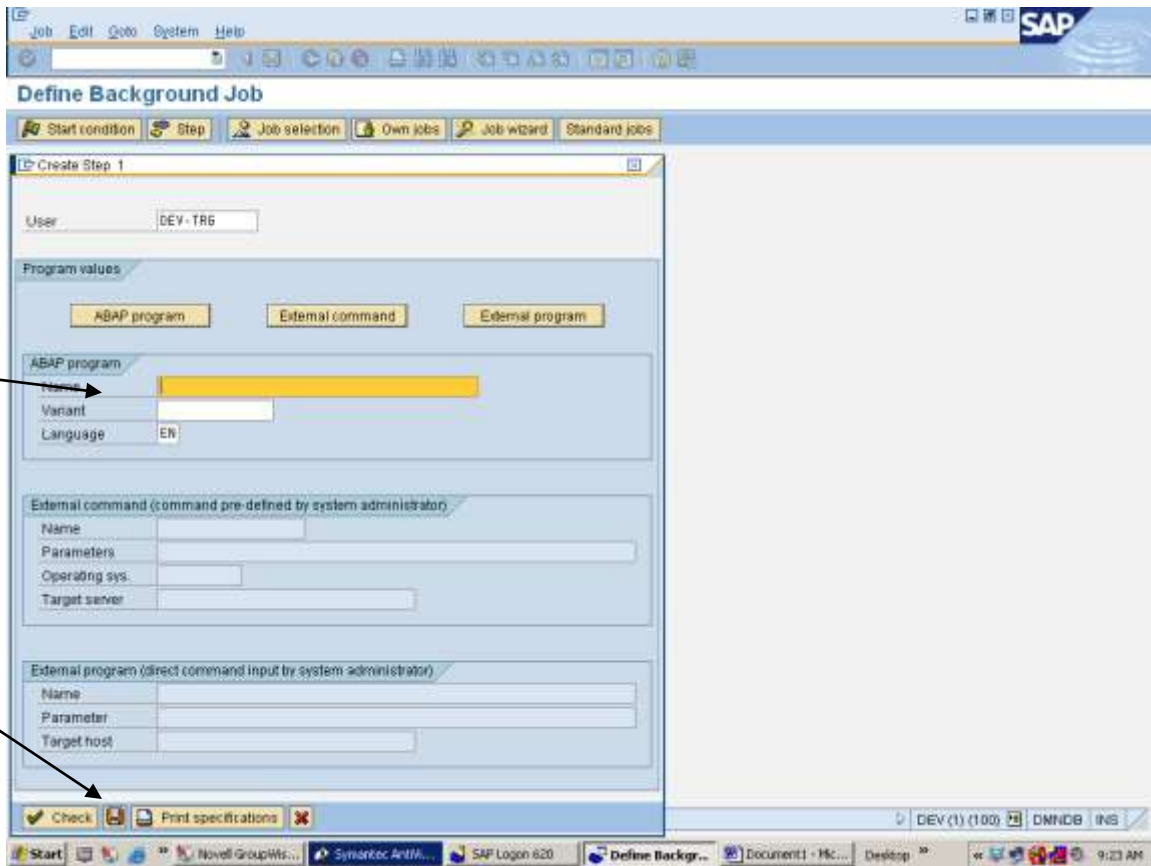 Job Edit Goto System Help
SAP
Define Background Job
Start condition Step Job selection Own jobs Job wizard Standard jobs
Create Step 1
User DEV-TRG
Program values
ABAP program External command External program
ABAP program
Name
Variant
Language EN
External command (command pre-defined by system administrator)
Name
Parameters
Operating sys.
Target server
External program (direct command input by system administrator)
Name
Parameter
Target host
Check Print specifications
DEV (1) (100) DMNDB INS
Start Novell GroupWis... Symantec AntiVi... SAP Logon 620 Define Backgr... Document1 - Mic... Desktop 9:23 AM